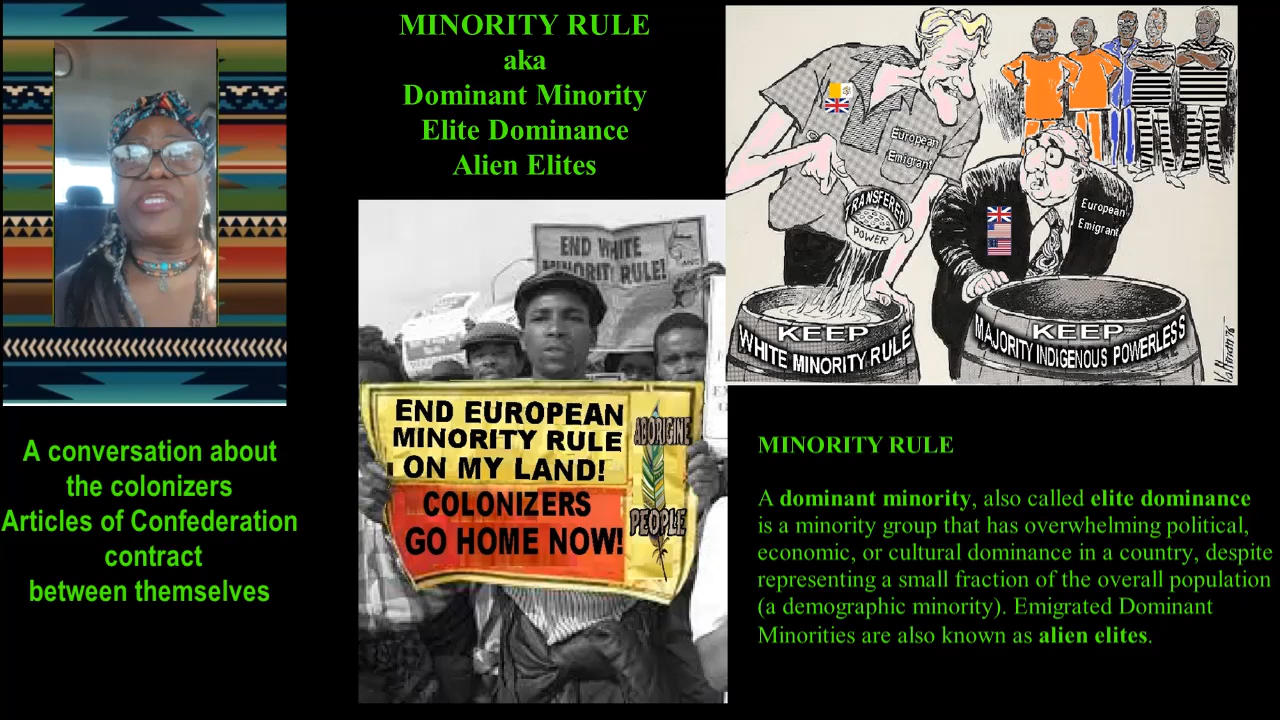 MINORITY RULE
aka
Dominant Minority
Elite Dominance
Alien Elites
A conversation about
the colonizers
Articles of Confederation
contract
between themselves
END WHITE
MINORITY RULE!
END EUROPEAN
MINORITY RULE
ON MY LAND!
COLONIZERS
GO HOME NOW!
ABORIGINE
PEOPLE
European
Emigrant
TRANSFERED
POWER
European
Emigrant
KEEP
WHITE MINORITY RULE
KEEP
MAJORITY INDIGENOUS POWERLESS
MINORITY RULE
A dominant minority, also called elite dominance
is a minority group that has overwhelming political,
economic, or cultural dominance in a country, despite
representing a small fraction of the overall population
(a demographic minority). Emigrated Dominant
Minorities are also known as alien elites.